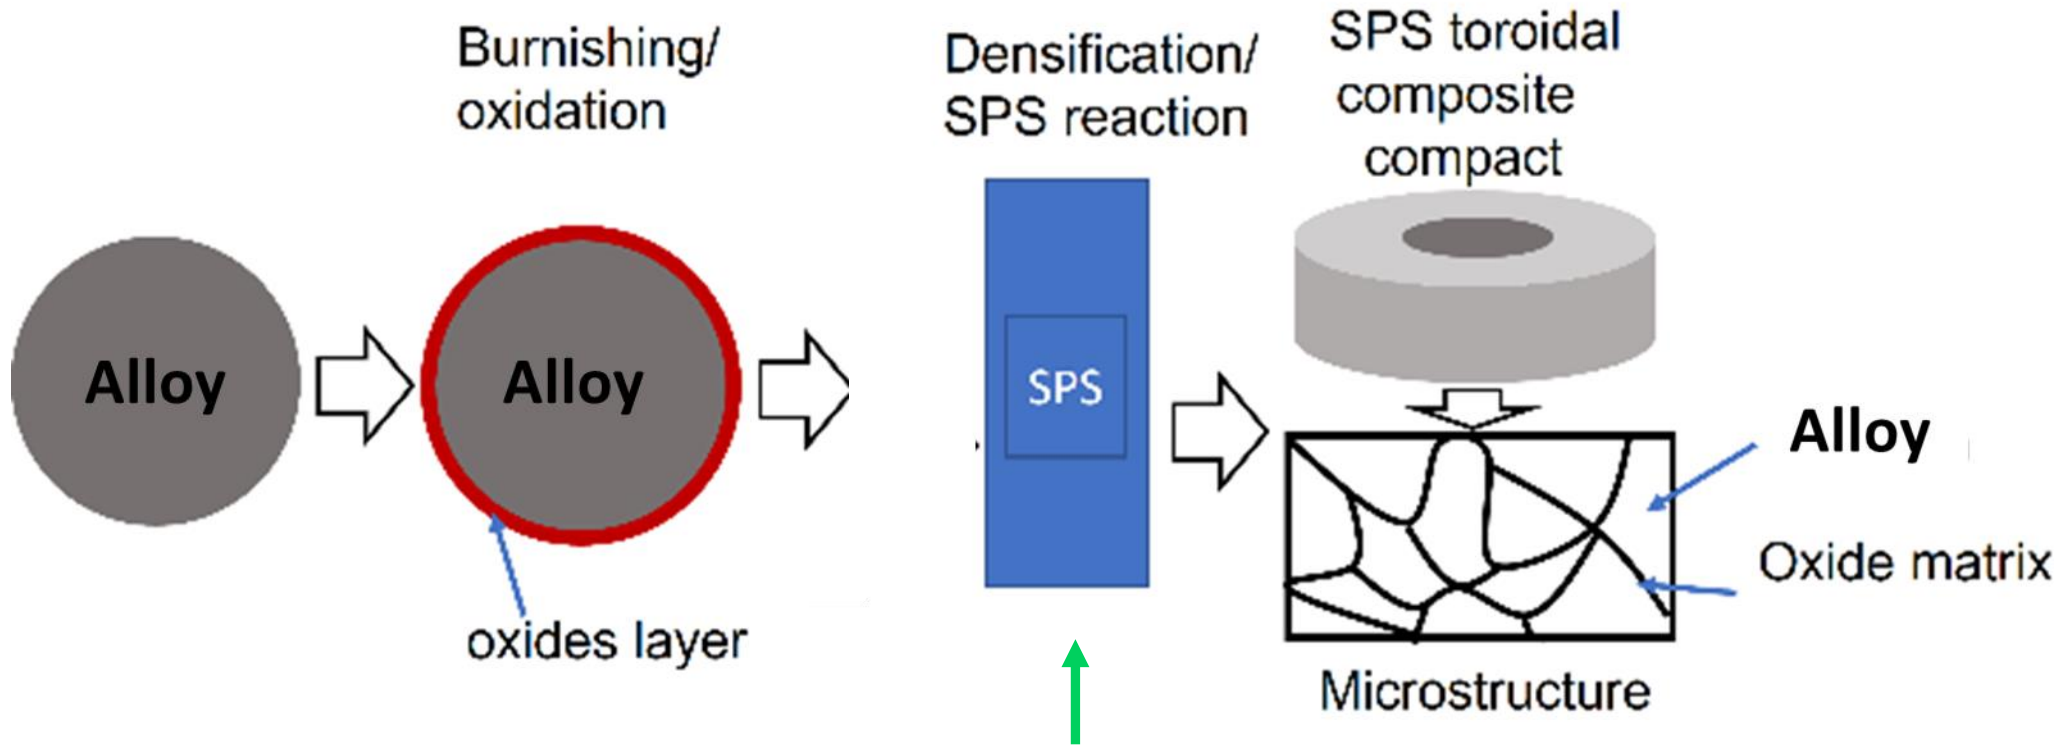 Burnishing/
oxidation
Densification/
SPS reaction
SPS toroidal
composite
compact
Alloy
Alloy
SPS
Alloy
Oxide matrix
oxides layer
Microstructure